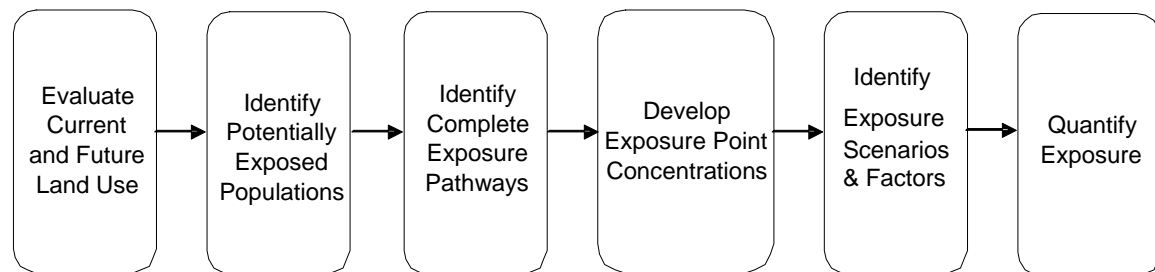 Evaluate
Current
and Future
Land Use
Identify
Potentially
Exposed
Populations
Identify
Complete
Exposure
Pathways
Develop
Exposure Point
Concentrations
Identify
Exposure
Scenarios
& Factors
Quantify
Exposure